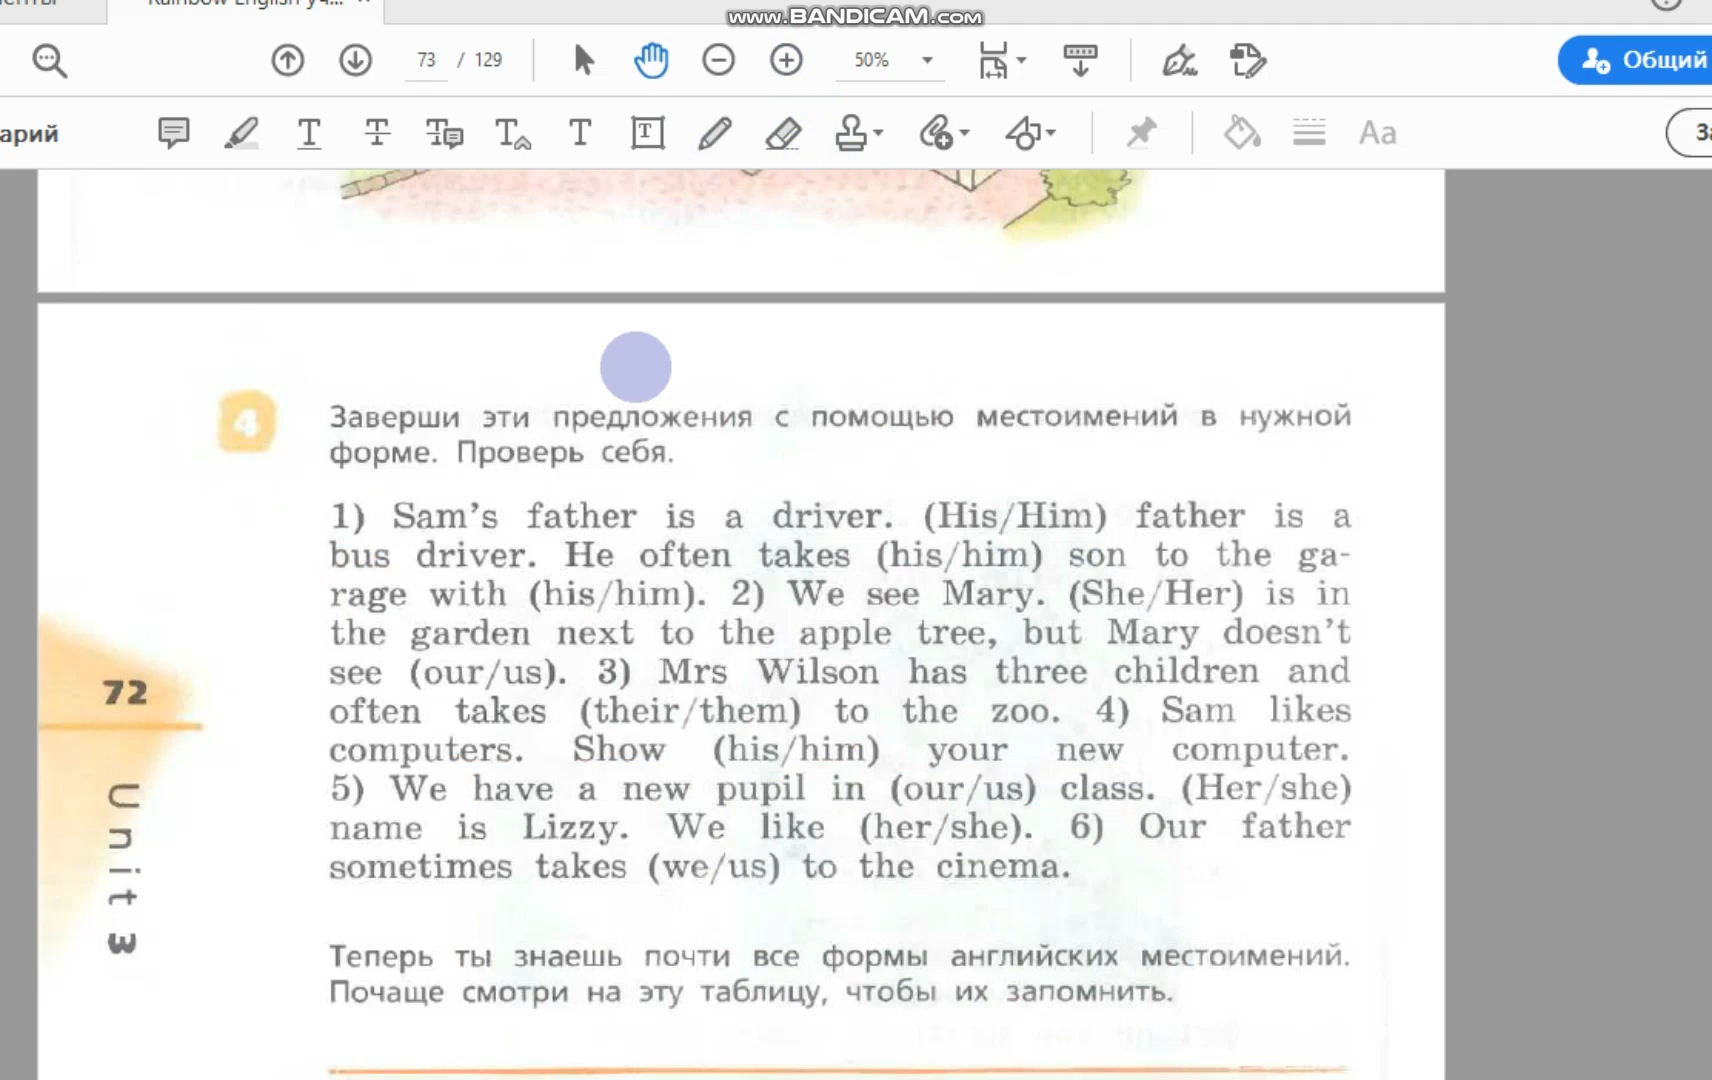 www.BANDICAM.com
73 / 129
50%
Общий
арий
T
T
T
T
T
T
Aa
4
Заверши эти предложения с помощью местоимений в нужной
форме. Проверь себя.
1) Sam's father is a driver. (His/Him) father is a
bus driver. He often takes (his/him) son to the ga-
rage with (his/him). 2) We see Mary. (She/Her) is in
the garden next to the apple tree, but Mary doesn't
see (our/us). 3) Mrs Wilson has three children and
often takes (their/them) to the zoo. 4) Sam likes
computers. Show (his/him) your new computer.
5) We have a new pupil in (our/us) class. (Her/she)
name is Lizzy. We like (her/she). 6) Our father
sometimes takes (we/us) to the cinema.
72
Unit 3
Теперь ты знаешь почти все формы английских местоимений.
Почаще смотри на эту таблицу, чтобы их запомнить.